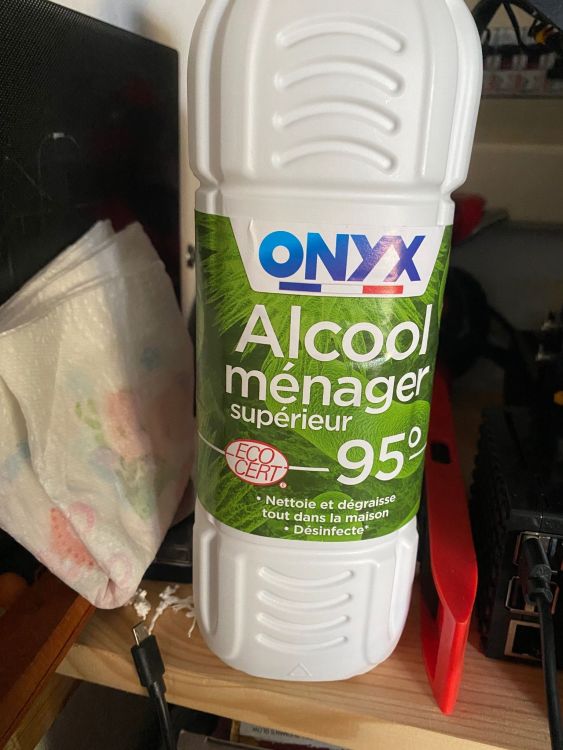 ONYX
Alcool
ménager
supérieur
95°
ECO
CERT
• Nettoie et dégraisse
tout dans la maison
• Désinfecte*